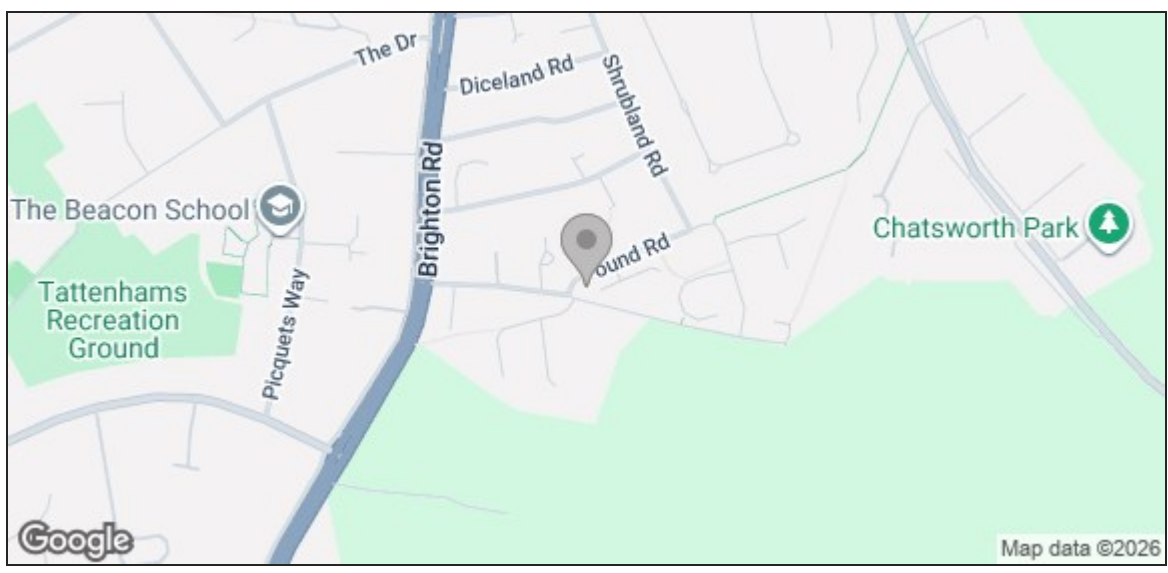 The Dr
Diceland Rd
Shrubland Rd
Brighton Rd
The Beacon School
Chatsworth Park
ound Rd
Tattenhams
Recreation
Ground
Picquets Way
Google
Map data ©2026